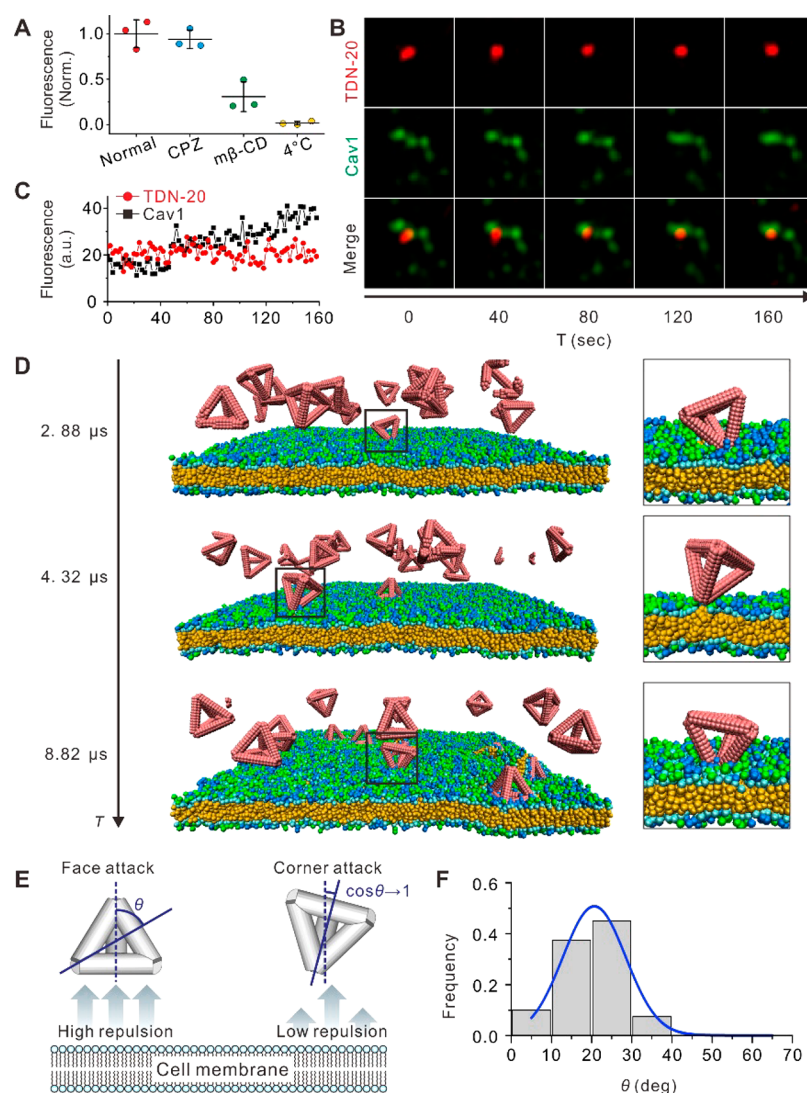 A
Fluorescence
(Norm.)
1.0
0.5
0.0
Normal
CPZ
mβ-CD
4°C
B
TDN-20
Cav1
Merge
0
40
80
120
160
T (sec)
C
TDN-20
Cav1
Fluorescence
(a.u.)
40
20
0
0
40
80
120
160
D
2.88 μs
4.32 μs
8.82 μs
T
E
Face attack
θ
High repulsion
Corner attack
cosθ→1
Low repulsion
Cell membrane
F
Frequency
0.6
0.4
0.2
0.0
0 10 20 30 40 50 60 70
θ (deg)